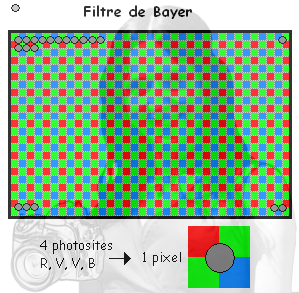 Filtre de Bayer
4 photosites
R, V, V, B
1 pixel